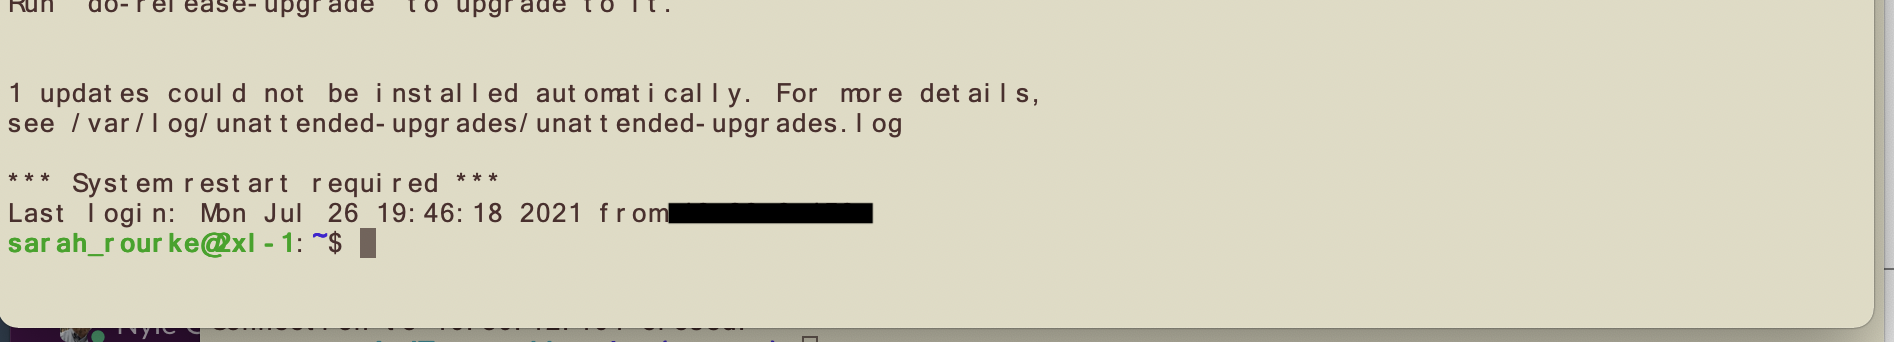 Run 'do-release-upgrade' to upgrade to it.
1 updates could not be installed automatically. For more details,
see /var/log/unattended-upgrades/unattended-upgrades.log
*** System restart required ***
Last login: Mon Jul 26 19:46:18 2021 from
sarah_rourke@2xl-1:~$
Nyle